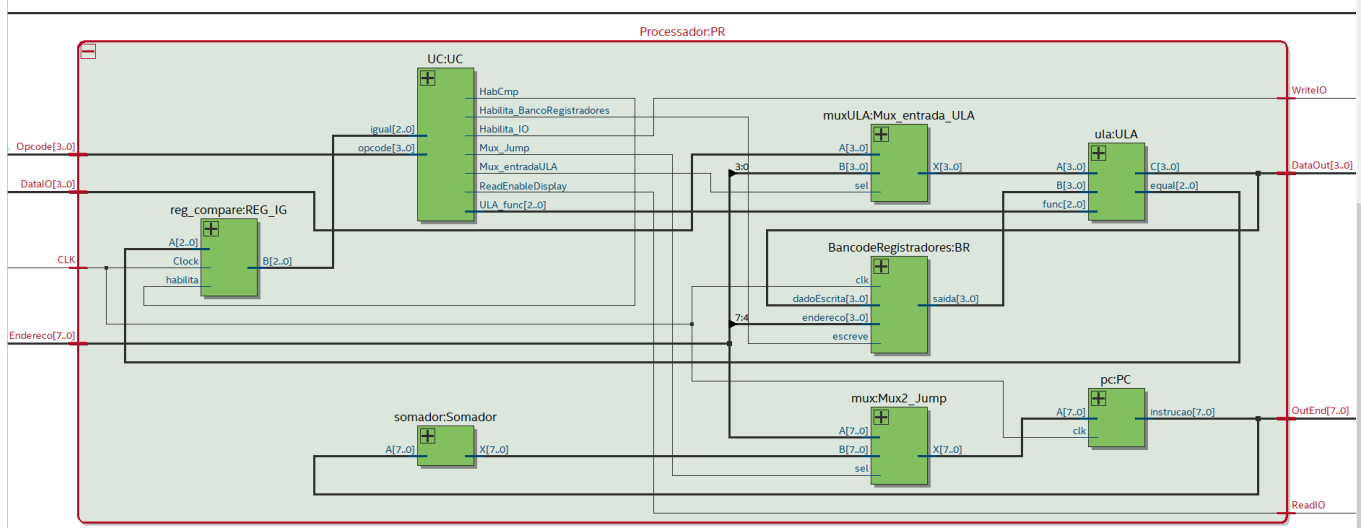 Processador:PR
UC:UC
HabCmp
Habilita_BancoRegistradores
Habilita_IO
Mux_Jump
Mux_entradaULA
ReadEnableDisplay
ULA_func[2..0]
igual[2..0]
opcode[3..0]
Opcode[3..0]
DataIO[3..0]
CLK
Endereco[7..0]
reg_compare:REG_IG
A[2..0]
Clock
habilita
B[2..0]
muxULA:Mux_entrada_ULA
A[3..0]
B[3..0]
sel
X[3..0]
3:0
ula:ULA
A[3..0]
B[3..0]
func[2..0]
C[3..0]
equal[2..0]
BancodeRegistradores:BR
clk
dadoEscrita[3..0]
endereco[3..0]
escreve
saida[3..0]
7:4
somador:Somador
A[7..0]
X[7..0]
mux:Mux2_Jump
A[7..0]
B[7..0]
sel
X[7..0]
pc:PC
A[7..0]
clk
instrucao[7..0]
WriteIO
DataOut[3..0]
OutEnd[7..0]
ReadIO